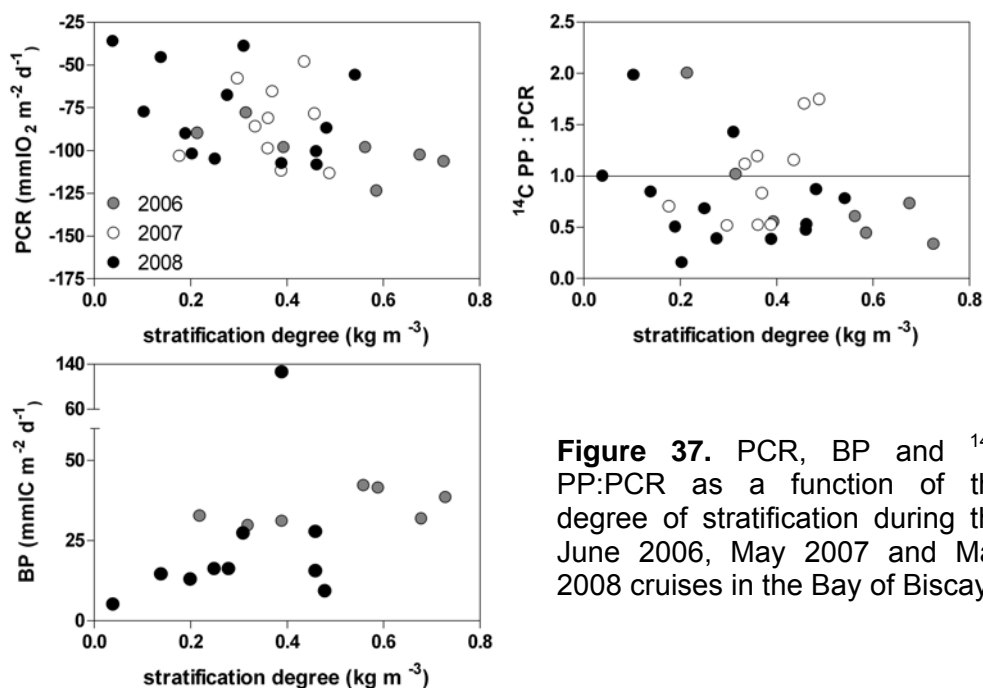 PCR (mmlO₂ m⁻² d⁻¹)
-25
-50
-75
-100
-125
-150
-175
2006
2007
2008
0.0 0.2 0.4 0.6 0.8
stratification degree (kg m ⁻³)
¹⁴C PP : PCR
2.5
2.0
1.5
1.0
0.5
0.0
0.0 0.2 0.4 0.6 0.8
stratification degree (kg m ⁻³)
BP (mmlC m⁻² d⁻¹)
140
60
50
25
0
0.0 0.2 0.4 0.6 0.8
stratification degree (kg m ⁻³)
Figure 37. PCR, BP and ¹⁴
PP:PCR as a function of
degree of stratification during
June 2006, May 2007 and
2008 cruises in the Bay of